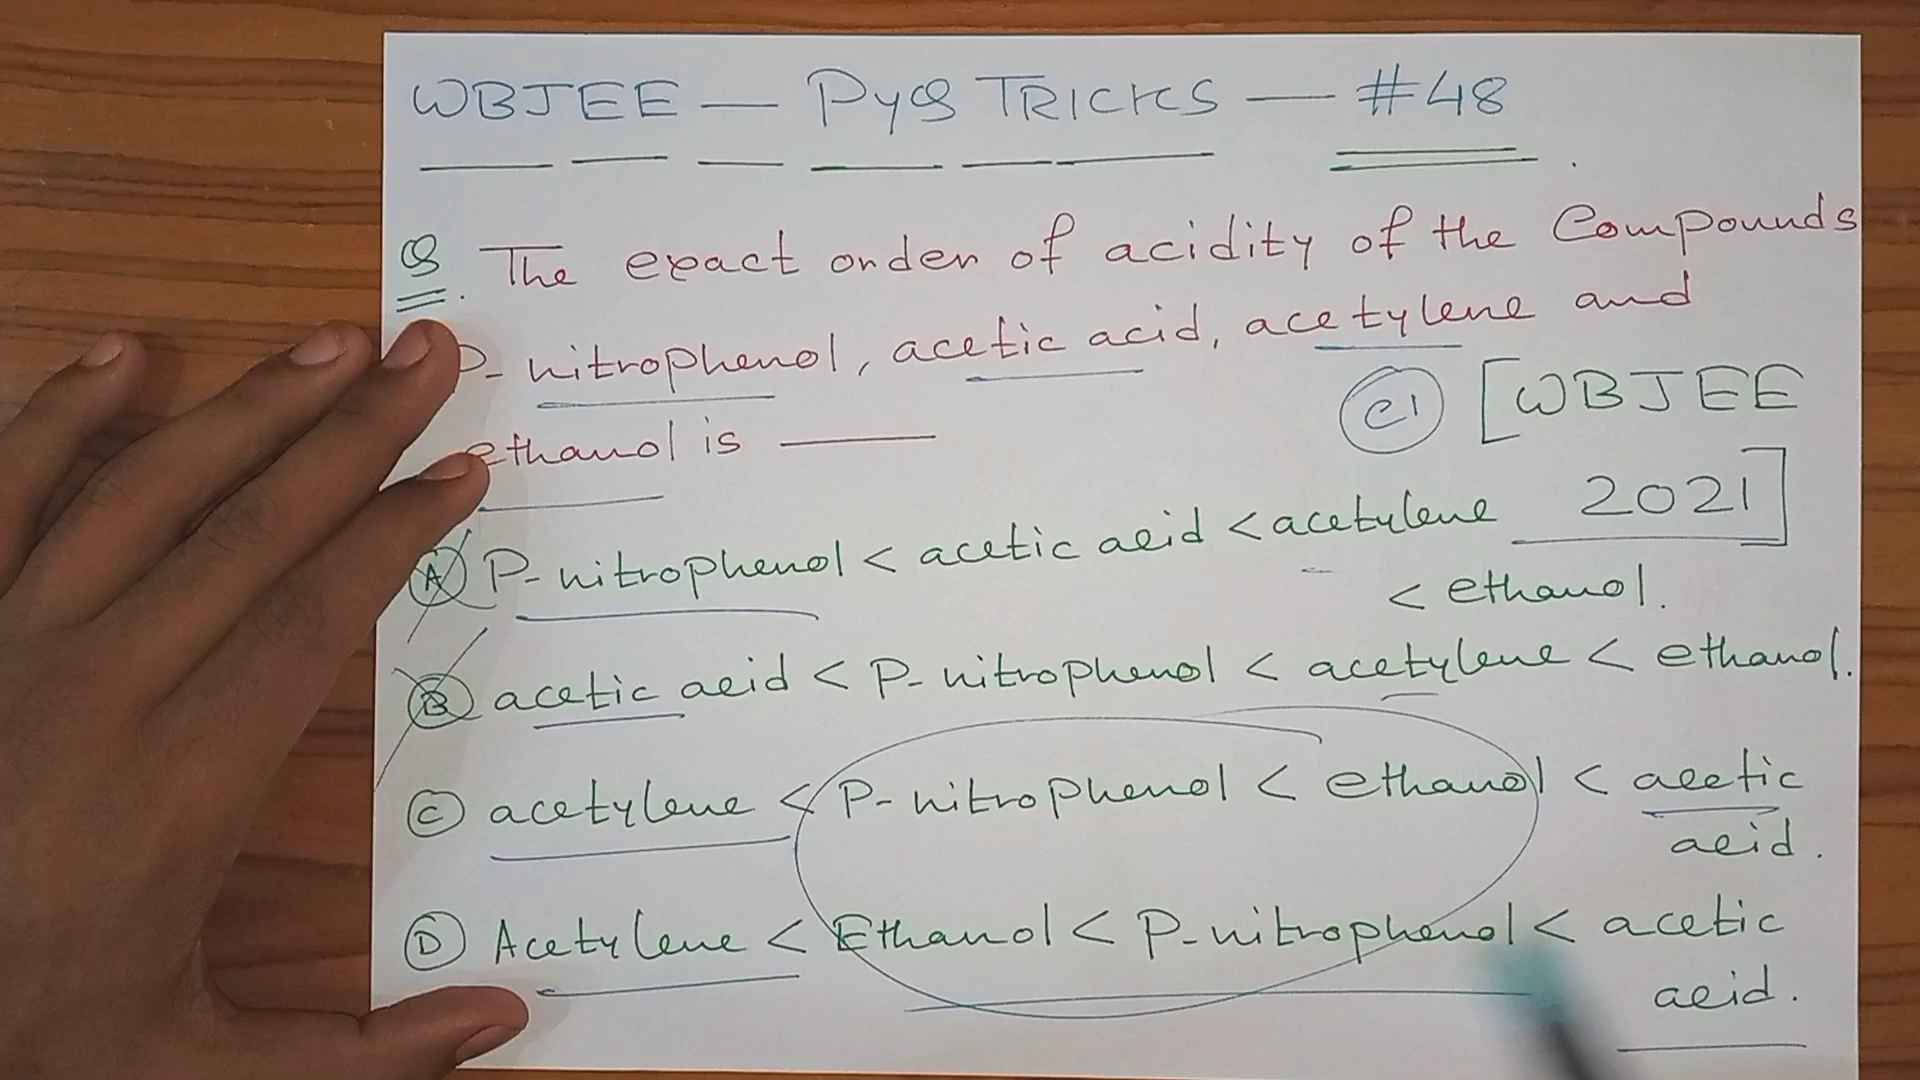 WBJEE — PyQ TRICKS — #48
Q. The exact order of acidity of the Compounds
P-nitrophenol, acetic acid, acetylene and
ethanol is ———
C1 [WBJEE
2021]
(A) P-nitrophenol < acetic acid < acetylene
< ethanol.
(B) acetic acid < P-nitrophenol < acetylene < ethanol.
(C) acetylene < P-nitrophenol < ethanol < acetic
acid.
(D) Acetylene < Ethanol < P-nitrophenol < acetic
acid.